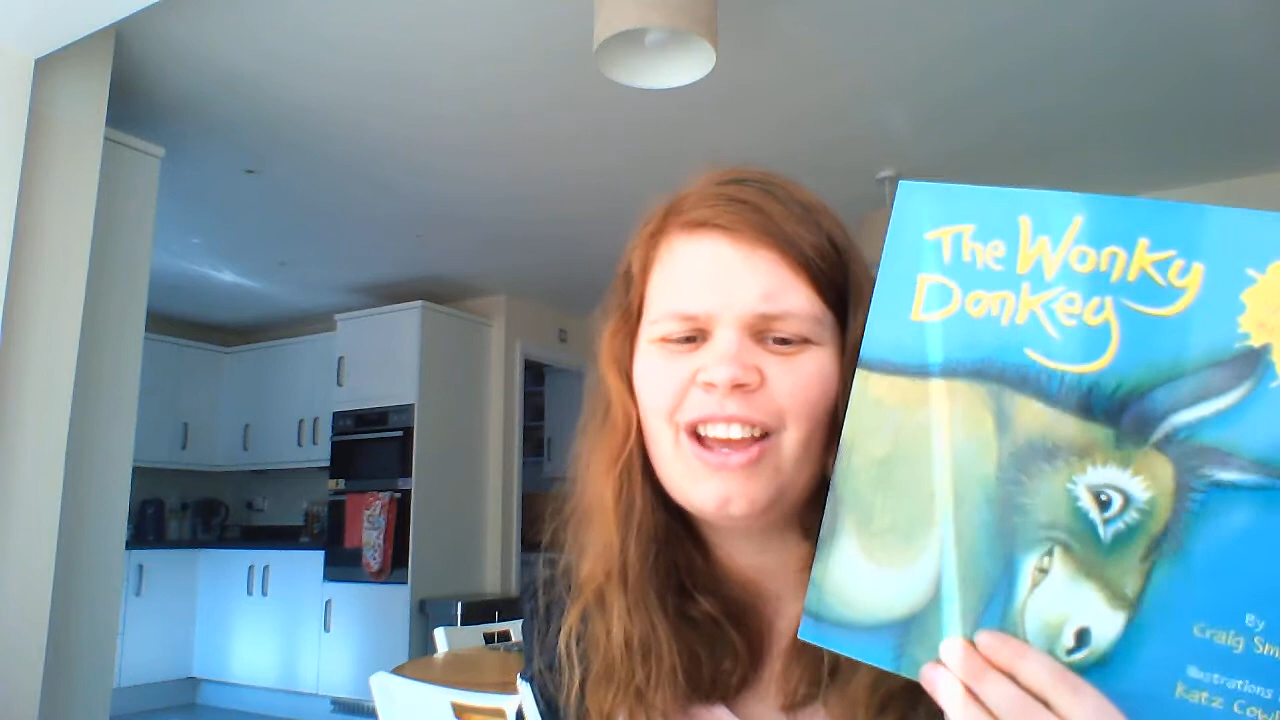 The Wonky
Donkey
By
Craig Sm
Illustrations
Katz Cow